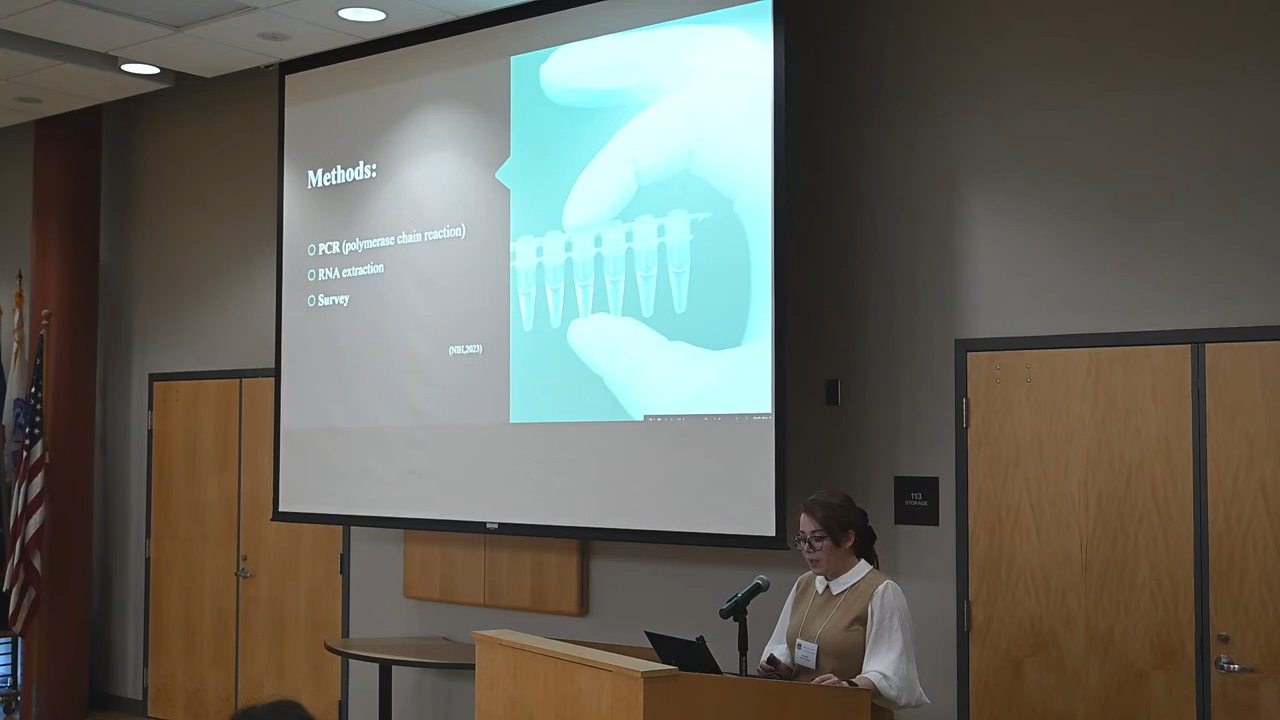 Methods:
PCR (polymerase chain reaction)
RNA extraction
Survey
(NIH,2023)
113
STORAGE